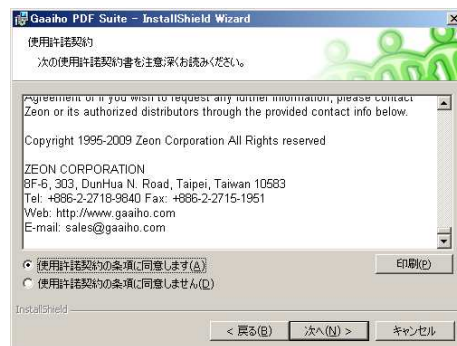 Gaaiho PDF Suite - InstallShield Wizard
使用許諾契約
次の使用許諾契約書を注意深くお読みください。
Agreement or if you wish to request any further information, please contact
Zeon or its authorized distributors through the provided contact info below.
Copyright 1995-2009 Zeon Corporation All Rights reserved
ZEON CORPORATION
8F-6, 303, DunHua N. Road, Taipei, Taiwan 10583
Tel: +886-2-2718-9840 Fax: +886-2-2715-1951
Web: http://www.gaaiho.com
E-mail: sales@gaaiho.com
使用許諾契約の条項に同意します(A)
印刷(P)
使用許諾契約の条項に同意しません(D)
InstallShield
< 戻る(B)
次へ(N) >
キャンセル